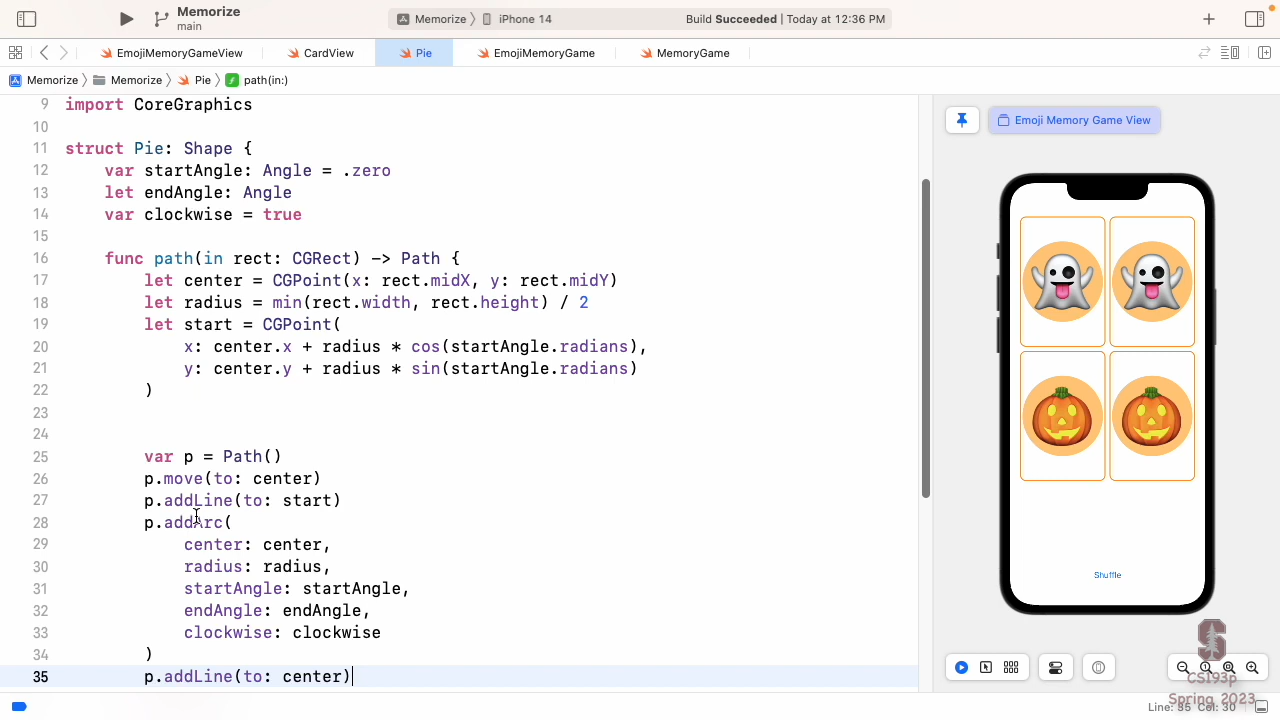 Memorize
main
Memorize
iPhone 14
Build Succeeded | Today at 12:36 PM
EmojiMemoryGameView
CardView
Pie
EmojiMemoryGame
MemoryGame
Memorize
Memorize
Pie
path(in:)
9 import CoreGraphics
10
11 struct Pie: Shape {
12 var startAngle: Angle = .zero
13 let endAngle: Angle
14 var clockwise = true
15
16 func path(in rect: CGRect) -> Path {
17 let center = CGPoint(x: rect.midX, y: rect.midY)
18 let radius = min(rect.width, rect.height) / 2
19 let start = CGPoint(
20 x: center.x + radius * cos(startAngle.radians),
21 y: center.y + radius * sin(startAngle.radians)
22 )
23
24
25 var p = Path()
26 p.move(to: center)
27 p.addLine(to: start)
28 p.addArc(
29 center: center,
30 radius: radius,
31 startAngle: startAngle,
32 endAngle: endAngle,
33 clockwise: clockwise
34 )
35 p.addLine(to: center)
Emoji Memory Game View
Shuffle
CS193p
Spring 2023
Line: 35 Col: 30